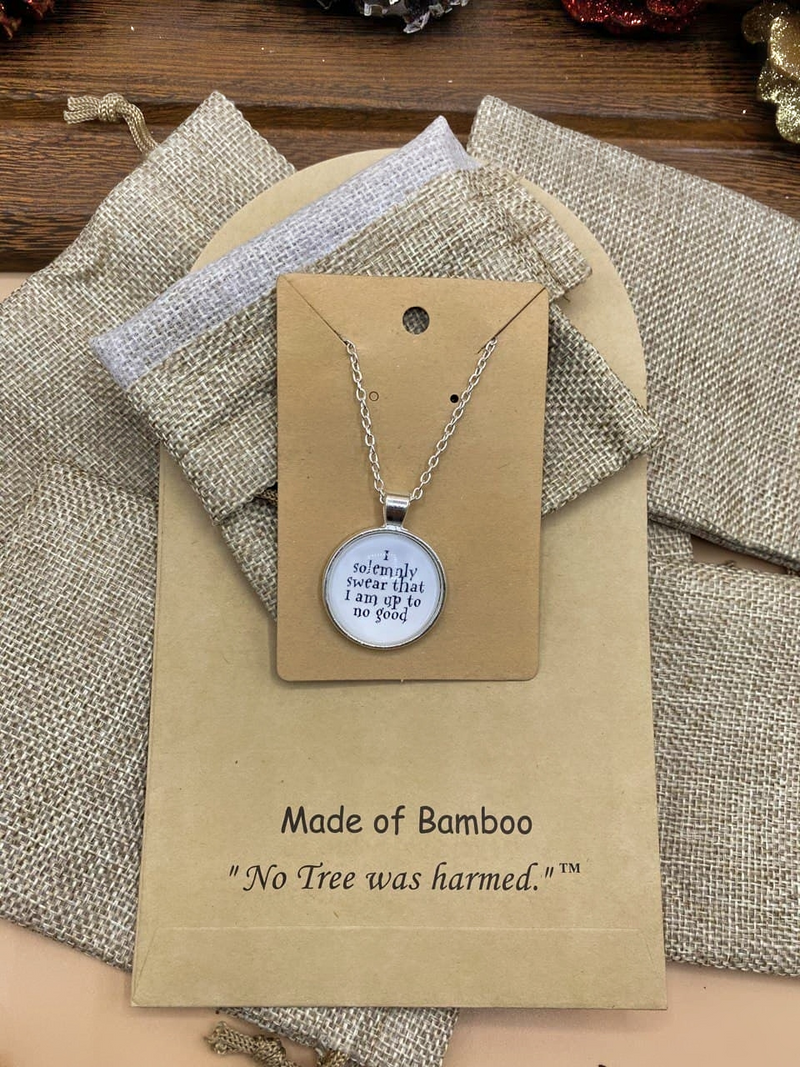 I
solemnly
swear that
I am up to
no good
Made of Bamboo
"No Tree was harmed."™